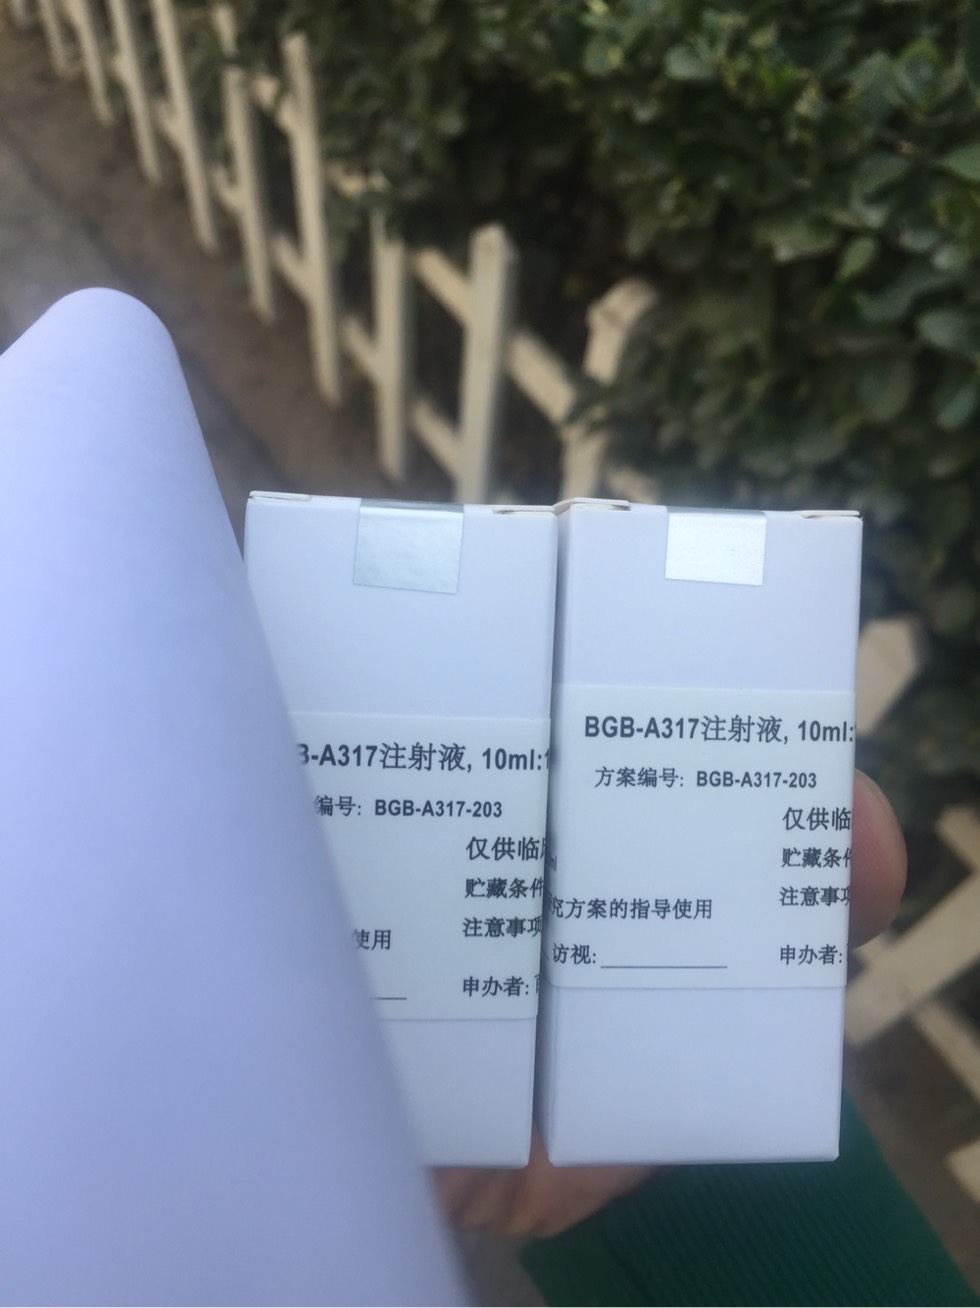 -A317注射液, 10ml:
编号: BGB-A317-203
仅供临
贮藏条件
使用
注意事项
申办者:
BGB-A317注射液, 10ml:
方案编号: BGB-A317-203
仅供临
贮藏条件
究方案的指导使用
注意事项
访视:
申办者: